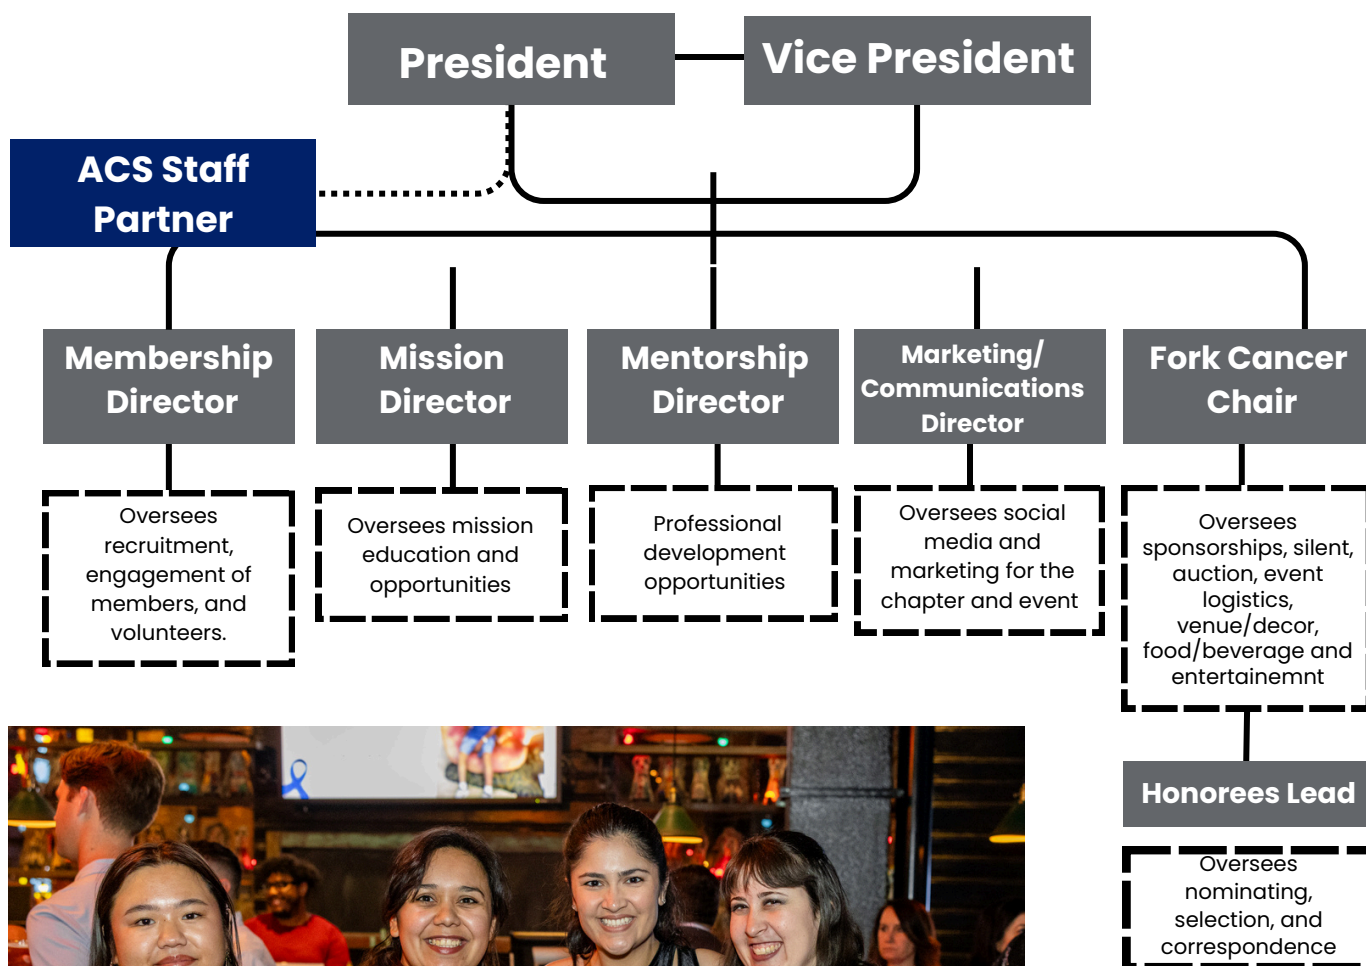 President
Vice President
ACS Staff
Partner
Membership
Director
Mission
Director
Mentorship
Director
Marketing/
Communications
Director
Fork Cancer
Chair
Oversees
recruitment,
engagement of
members, and
volunteers.
Oversees mission
education and
opportunities
Professional
development
opportunities
Oversees social
media and
marketing for the
chapter and event
Oversees
sponsorships, silent,
auction, event
logistics,
venue/decor,
food/beverage and
entertainemnt
Honorees Lead
Oversees
nominating,
selection, and
correspondence